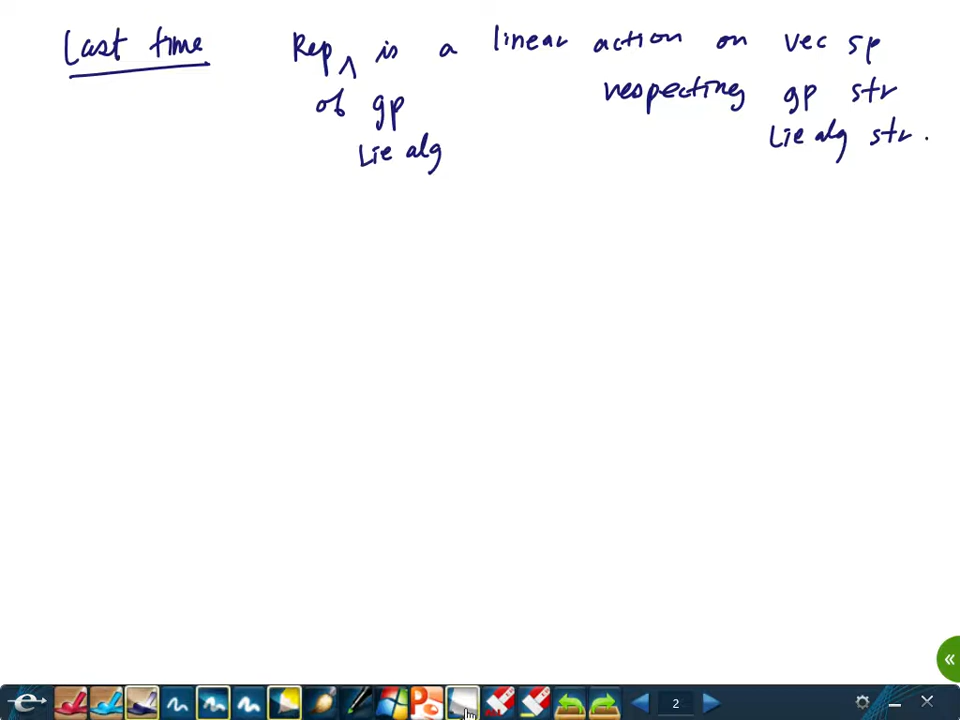 Last time Rep ^ is a linear action on vec sp
of gp respecting gp str
Lie alg Lie alg str.
2